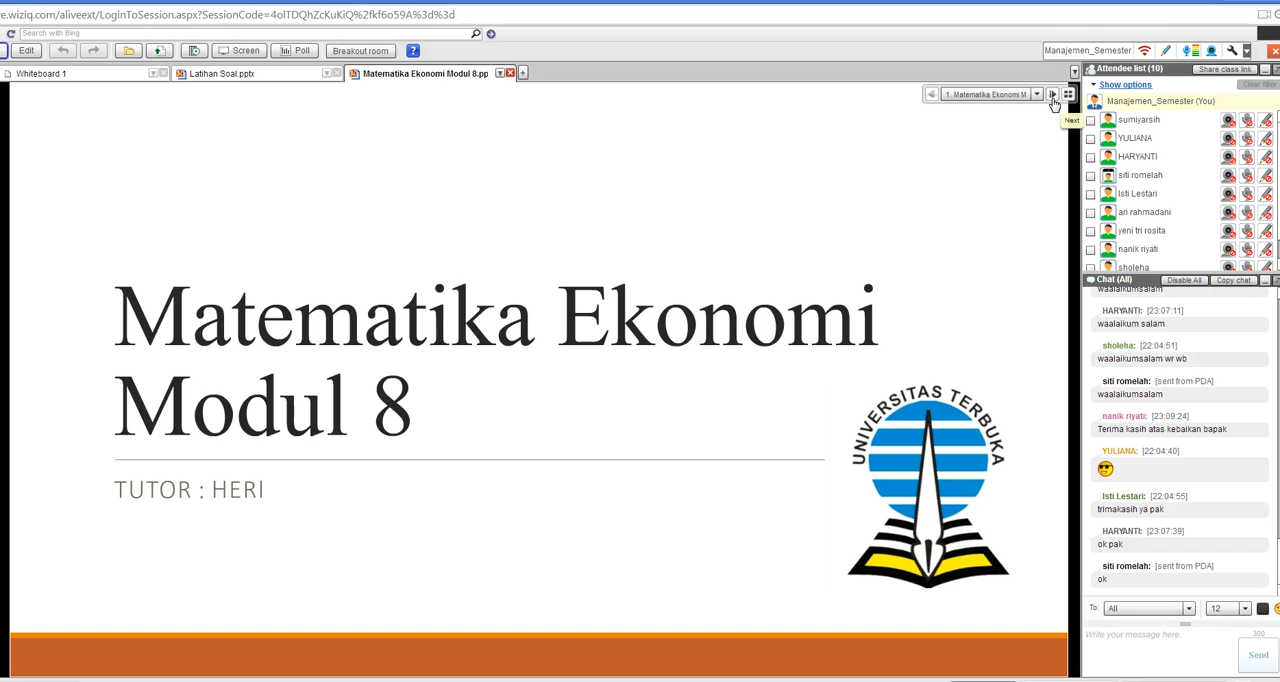 re.wiziq.com/aliveext/LoginToSession.aspx?SessionCode=4olTDQhZcKuKiQ%2fkf6o59A%3d%3d
Search with Bing
Edit
Screen
Poll
Breakout room
?
Manajemen_Semester
Whiteboard 1
Latihan Soal.pptx
Matematika Ekonomi Modul 8.pp
1. Matematika Ekonomi M
Next
Matematika Ekonomi
Modul 8
TUTOR : HERI
UNIVERSITAS TERBUKA
Attendee list (10)
Share class link
Show options
Clear filter
Manajemen_Semester (You)
sumiyarsih
YULIANA
HARYANTI
siti romelah
Isti Lestari
ari rahmadani
yeni tri rosita
nanik riyati
sholeha
Chat (All)
Disable All
Copy chat
waalaikumsalam
HARYANTI: [23:07:11]
waalaikum salam
sholeha: [22:04:51]
waalaikumsalam wr wb
siti romelah: [sent from PDA]
waalaikumsalam
nanik riyati: [23:09:24]
Terima kasih atas kebaikan bapak
YULIANA: [22:04:40]
Isti Lestari: [22:04:55]
trimakasih ya pak
HARYANTI: [23:07:39]
ok pak
siti romelah: [sent from PDA]
ok
To:
All
12
Write your message here.
300
Send